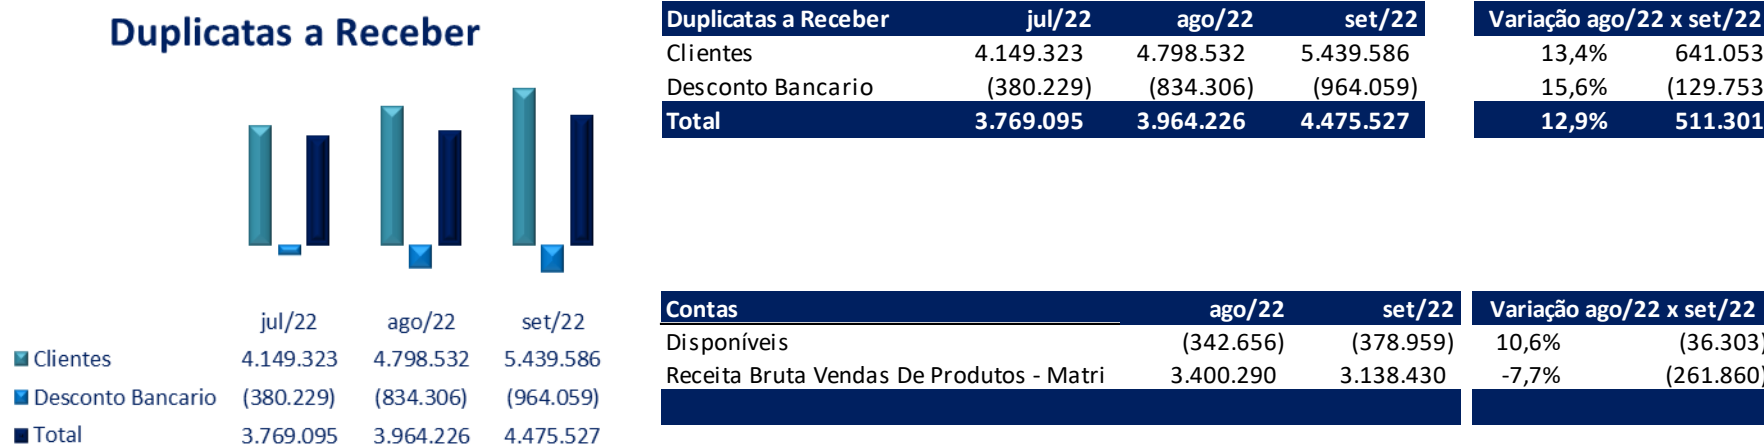 Duplicatas a Receber
jul/22 ago/22 set/22
Clientes 4.149.323 4.798.532 5.439.586
Desconto Bancario (380.229) (834.306) (964.059)
Total 3.769.095 3.964.226 4.475.527
Duplicatas a Receber jul/22 ago/22 set/22 Variação ago/22 x set/22
Clientes 4.149.323 4.798.532 5.439.586 13,4% 641.053
Desconto Bancario (380.229) (834.306) (964.059) 15,6% (129.753
Total 3.769.095 3.964.226 4.475.527 12,9% 511.301
Contas ago/22 set/22 Variação ago/22 x set/22
Disponíveis (342.656) (378.959) 10,6% (36.303)
Receita Bruta Vendas De Produtos - Matri 3.400.290 3.138.430 -7,7% (261.860)